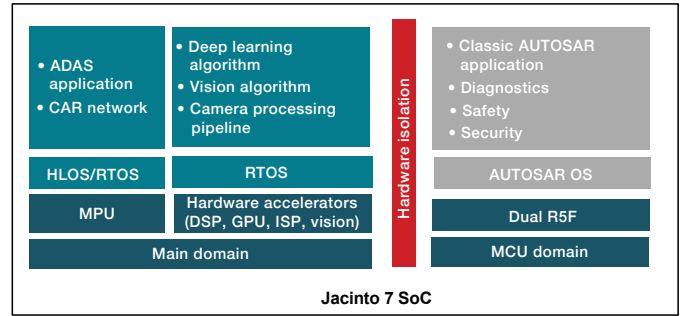 • ADAS
application
• CAR network
• Deep learning
algorithm
• Vision algorithm
• Camera processing
pipeline
HLOS/RTOS
RTOS
MPU
Hardware accelerators
(DSP, GPU, ISP, vision)
Main domain
Hardware isolation
• Classic AUTOSAR
application
• Diagnostics
• Safety
• Security
AUTOSAR OS
Dual R5F
MCU domain
Jacinto 7 SoC